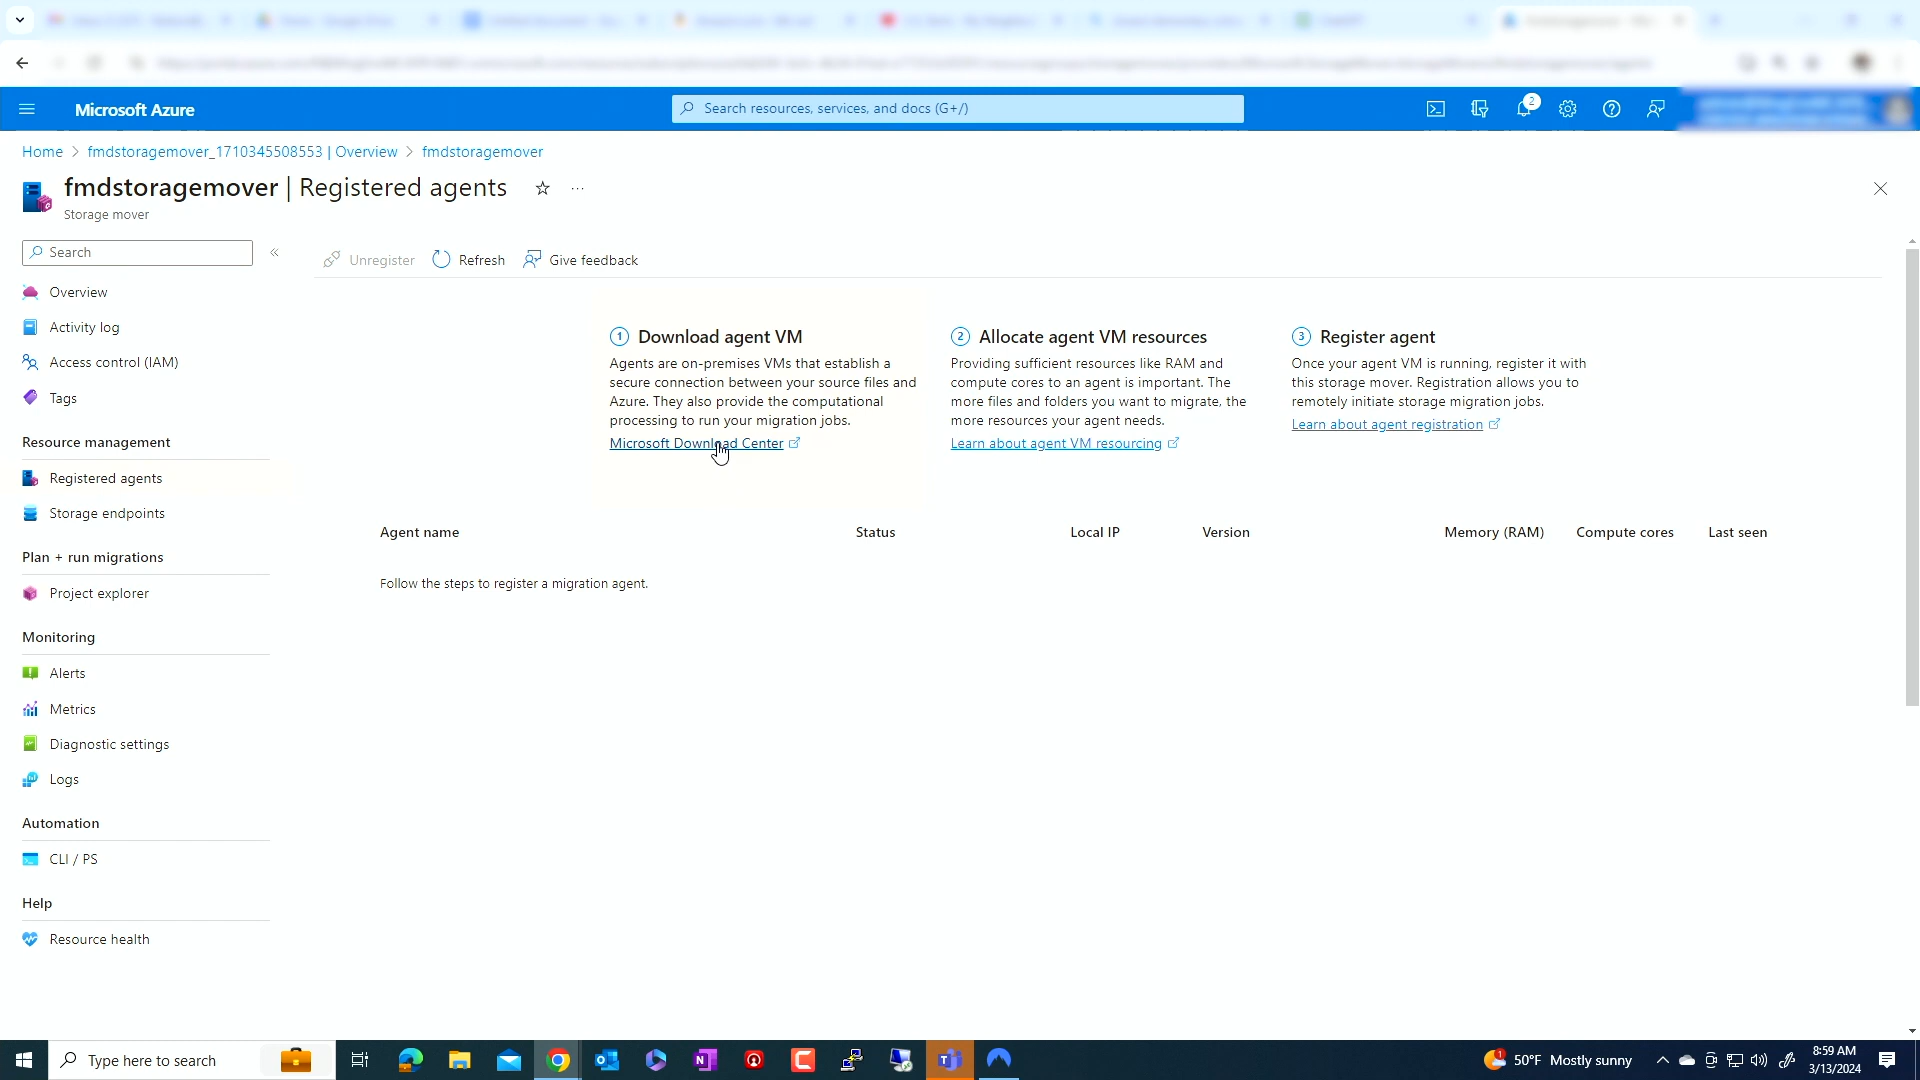 Microsoft Azure
Search resources, services, and docs (G+/)
2
Home > fmdstoragemover_1710345508553 | Overview > fmdstoragemover
fmdstoragemover | Registered agents
Storage mover
Search
Unregister
Refresh
Give feedback
Overview
Activity log
Access control (IAM)
Tags
Resource management
Registered agents
Storage endpoints
Plan + run migrations
Project explorer
Monitoring
Alerts
Metrics
Diagnostic settings
Logs
Automation
CLI / PS
Help
Resource health
1 Download agent VM
Agents are on-premises VMs that establish a
secure connection between your source files and
Azure. They also provide the computational
processing to run your migration jobs.
Microsoft Download Center
2 Allocate agent VM resources
Providing sufficient resources like RAM and
compute cores to an agent is important. The
more files and folders you want to migrate, the
more resources your agent needs.
Learn about agent VM resourcing
3 Register agent
Once your agent VM is running, register it with
this storage mover. Registration allows you to
remotely initiate storage migration jobs.
Learn about agent registration
Agent name Status Local IP Version Memory (RAM) Compute cores Last seen
Follow the steps to register a migration agent.
Type here to search
1
50°F Mostly sunny
8:59 AM
3/13/2024